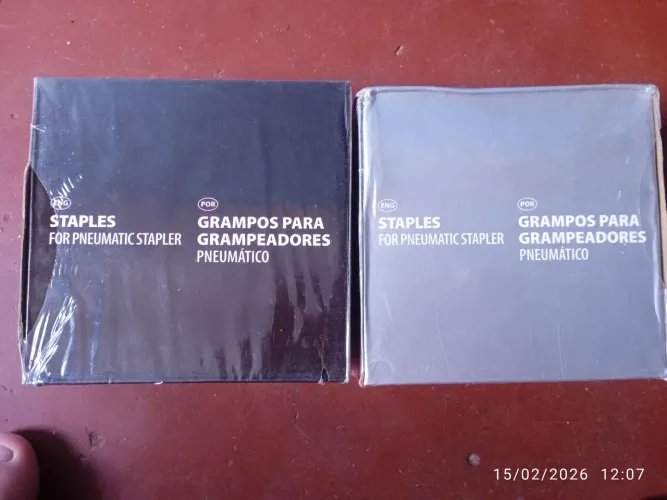 ENG
STAPLES
FOR PNEUMATIC STAPLER
POR
GRAMPOS PARA
GRAMPEADORES
PNEUMÁTICO
ENG
STAPLES
FOR PNEUMATIC STAPLER
POR
GRAMPOS PARA
GRAMPEADORES
PNEUMÁTICO
15/02/2026 12:07